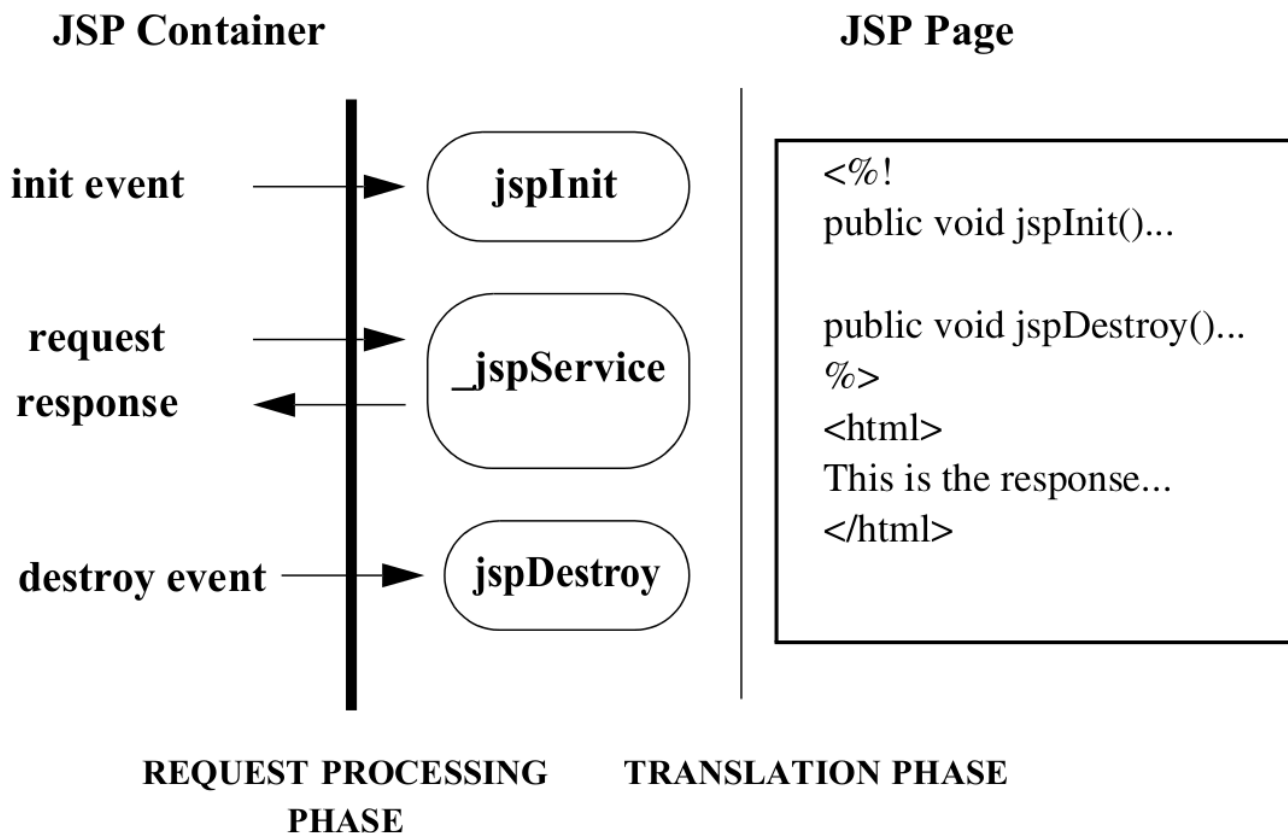 JSP Container
JSP Page
init event
jspInit
request
response
_jspService
destroy event
jspDestroy
<%!
public void jspInit()...
public void jspDestroy()...
%>
<html>
This is the response...
</html>
REQUEST PROCESSING
PHASE
TRANSLATION PHASE